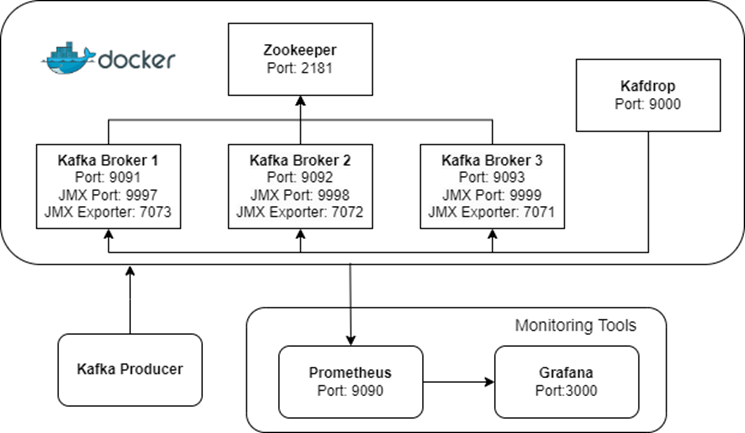 docker
Zookeeper
Port: 2181
Kafdrop
Port: 9000
Kafka Broker 1
Port: 9091
JMX Port: 9997
JMX Exporter: 7073
Kafka Broker 2
Port: 9092
JMX Port: 9998
JMX Exporter: 7072
Kafka Broker 3
Port: 9093
JMX Port: 9999
JMX Exporter: 7071
Kafka Producer
Monitoring Tools
Prometheus
Port: 9090
Grafana
Port:3000